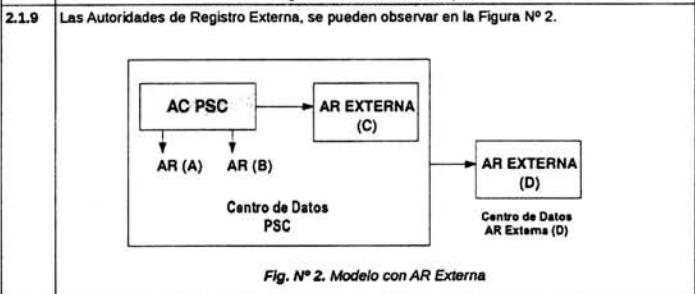 2.1.9 Las Autoridades de Registro Externa, se pueden observar en la Figura Nº 2.
AC PSC
AR EXTERNA
(C)
AR (A) AR (B)
AR EXTERNA
(D)
Centro de Datos
PSC
Centro de Datos
AR Externa (D)
Fig. Nº 2. Modelo con AR Externa